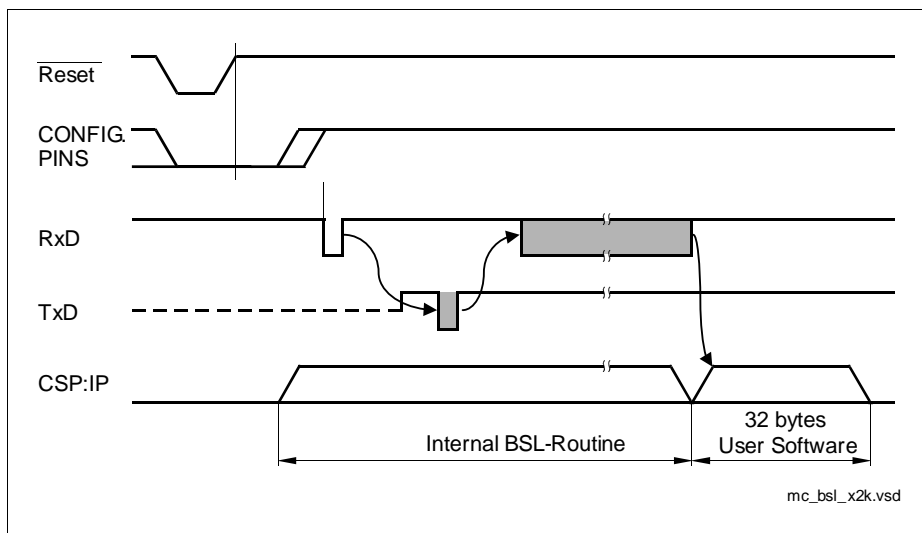 Reset
CONFIG.
PINS
RxD
TxD
CSP:IP
32 bytes
Internal BSL-Routine
User Software
mc_bsl_x2k.vsd